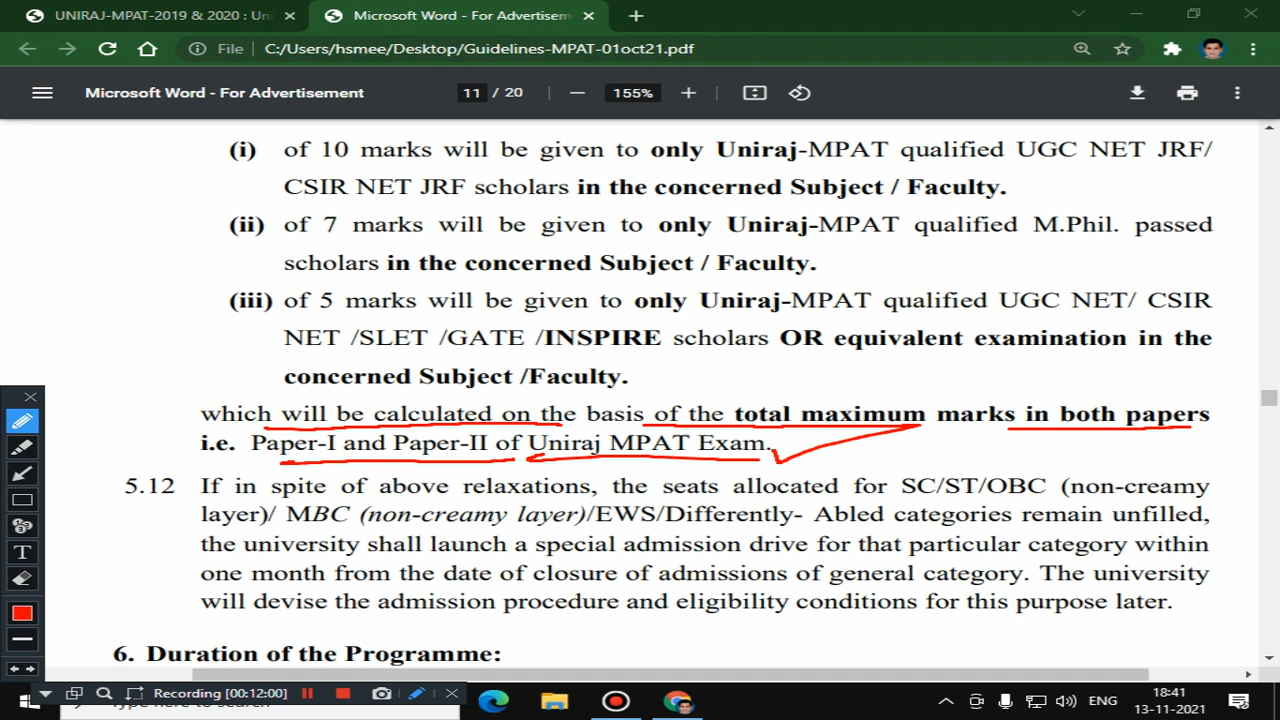 UNIRAJ-MPAT-2019 & 2020 : Un
Microsoft Word - For Advertisem
File
C:/Users/hsmee/Desktop/Guidelines-MPAT-01oct21.pdf
Microsoft Word - For Advertisement
11 / 20
155%
(i) of 10 marks will be given to only Uniraj-MPAT qualified UGC NET JRF/
CSIR NET JRF scholars in the concerned Subject / Faculty.
(ii) of 7 marks will be given to only Uniraj-MPAT qualified M.Phil. passed
scholars in the concerned Subject / Faculty.
(iii) of 5 marks will be given to only Uniraj-MPAT qualified UGC NET/ CSIR
NET /SLET /GATE /INSPIRE scholars OR equivalent examination in the
concerned Subject /Faculty.
which will be calculated on the basis of the total maximum marks in both papers
i.e. Paper-I and Paper-II of Uniraj MPAT Exam.
5.12 If in spite of above relaxations, the seats allocated for SC/ST/OBC (non-creamy
layer)/ MBC (non-creamy layer)/EWS/Differently- Abled categories remain unfilled,
the university shall launch a special admission drive for that particular category within
one month from the date of closure of admissions of general category. The university
will devise the admission procedure and eligibility conditions for this purpose later.
6. Duration of the Programme:
T
Recording [00:12:00]
ENG
18:41
13-11-2021